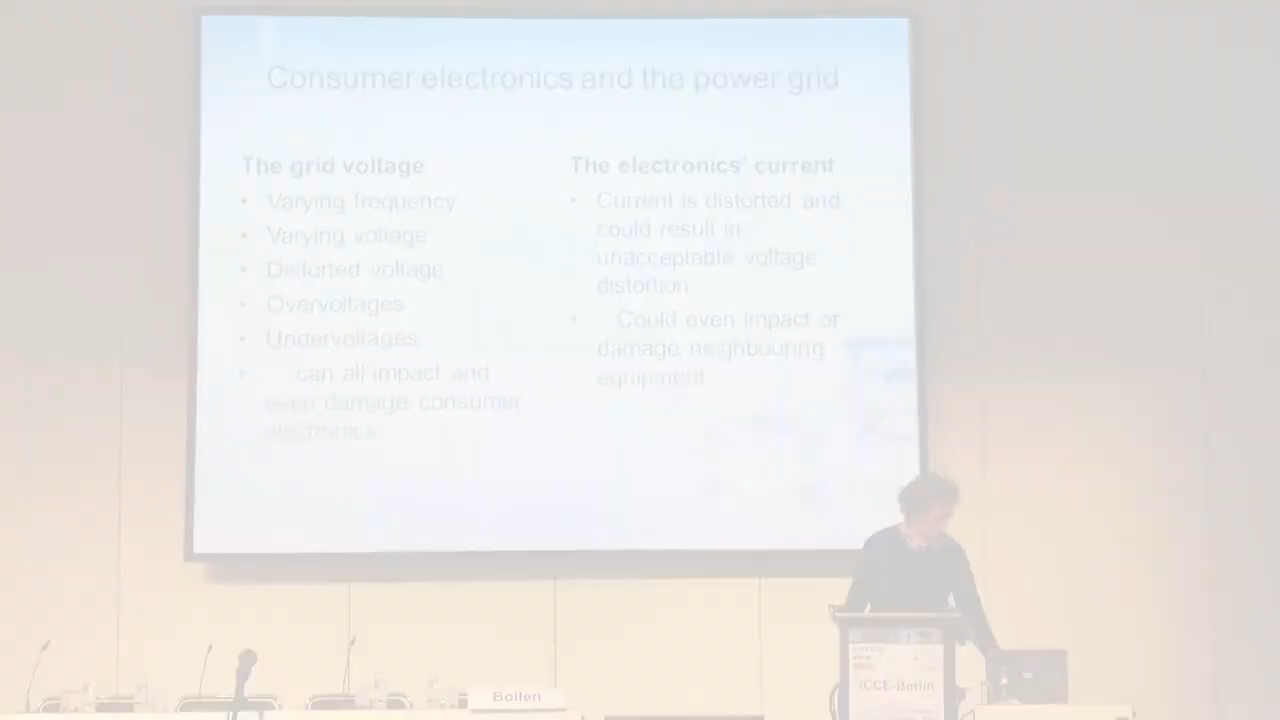 Consumer electronics and the power grid
The grid voltage
• Varying frequency
• Varying voltage
• Distorted voltage
• Overvoltages
• Undervoltages
• can all impact and
even damage consumer
electronics
The electronics' current
• Current is distorted and
could result in
unacceptable voltage
distortion
• Could even impact or
damage neighbouring
equipment
Bollen
ICCE-Berlin